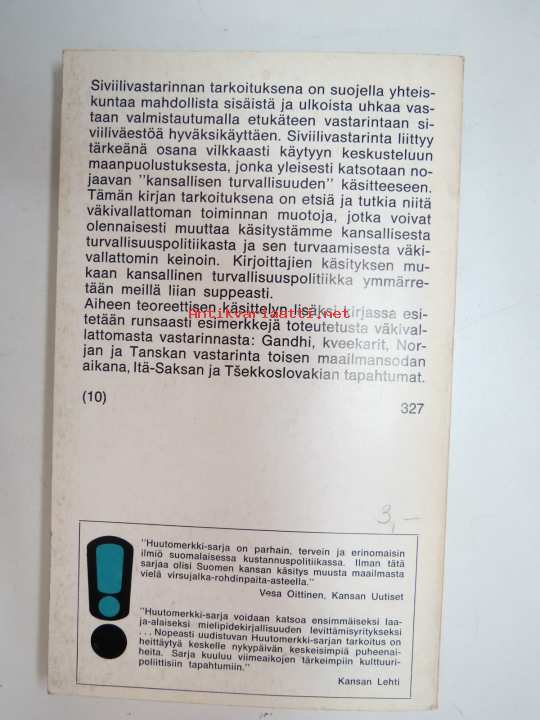 Siviilivastarinnan tarkoituksena on suojella yhteis-
kuntaa mahdollista sisäistä ja ulkoista uhkaa vas-
taan valmistautumalla etukäteen vastarintaan si-
viiliväestöä hyväksikäyttäen. Siviilivastarinta liittyy
tärkeänä osana vilkkaasti käytyyn keskusteluun
maanpuolustuksesta, jonka yleisesti katsotaan no-
jaavan "kansallisen turvallisuuden" käsitteeseen.
Tämän kirjan tarkoituksena on etsiä ja tutkia niitä
väkivallattoman toiminnan muotoja, jotka voivat
olennaisesti muuttaa käsitystämme kansallisesta
turvallisuuspolitiikasta ja sen turvaamisesta väki-
vallattomin keinoin. Kirjoittajien käsityksen mu-
kaan kansallinen turvallisuuspolitiikka ymmärre-
tään meillä liian suppeasti.
Aiheen teoreettisen käsittelyn lisäksi kirjassa esi-
Antikvariaatti.net
tetään runsaasti esimerkkejä toteutetusta väkival-
lattomasta vastarinnasta: Gandhi, kveekarit, Nor-
jan ja Tanskan vastarinta toisen maailmansodan
aikana, Itä-Saksan ja Tšekkoslovakian tapahtumat.
(10) 327
3,—
"Huutomerkki-sarja on parhain, tervein ja erinomaisin
ilmiö suomalaisessa kustannuspolitiikassa. Ilman tätä
sarjaa olisi Suomen kansan käsitys muusta maailmasta
vielä virsujalka-rohdinpaita-asteella."
Vesa Oittinen, Kansan Uutiset
"Huutomerkki-sarja voidaan katsoa ensimmäiseksi laa-
ja-alaiseksi mielipidekirjallisuuden levittämisyritykseksi
... Nopeasti uudistuvan Huutomerkki-sarjan tarkoitus on
heittäytyä keskelle nykypäivän keskeisimpiä puheenai-
heita. Sarja kuuluu viimeaikojen tärkeimpiin kulttuuri-
poliittisiin tapahtumiin."
Kansan Lehti